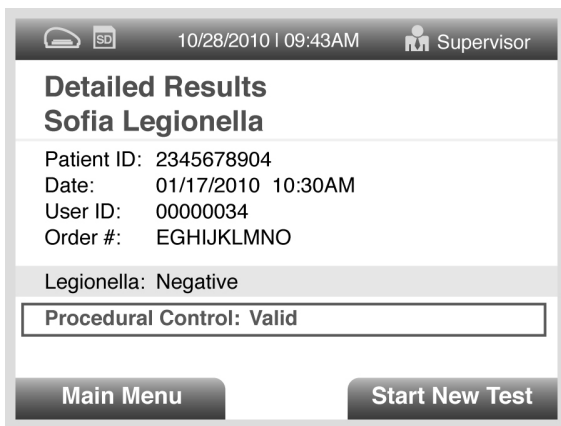 SD 10/28/2010 | 09:43AM Supervisor
Detailed Results
Sofia Legionella
Patient ID: 2345678904
Date: 01/17/2010 10:30AM
User ID: 00000034
Order #: EGHIJKLMNO
Legionella: Negative
Procedural Control: Valid
Main Menu Start New Test